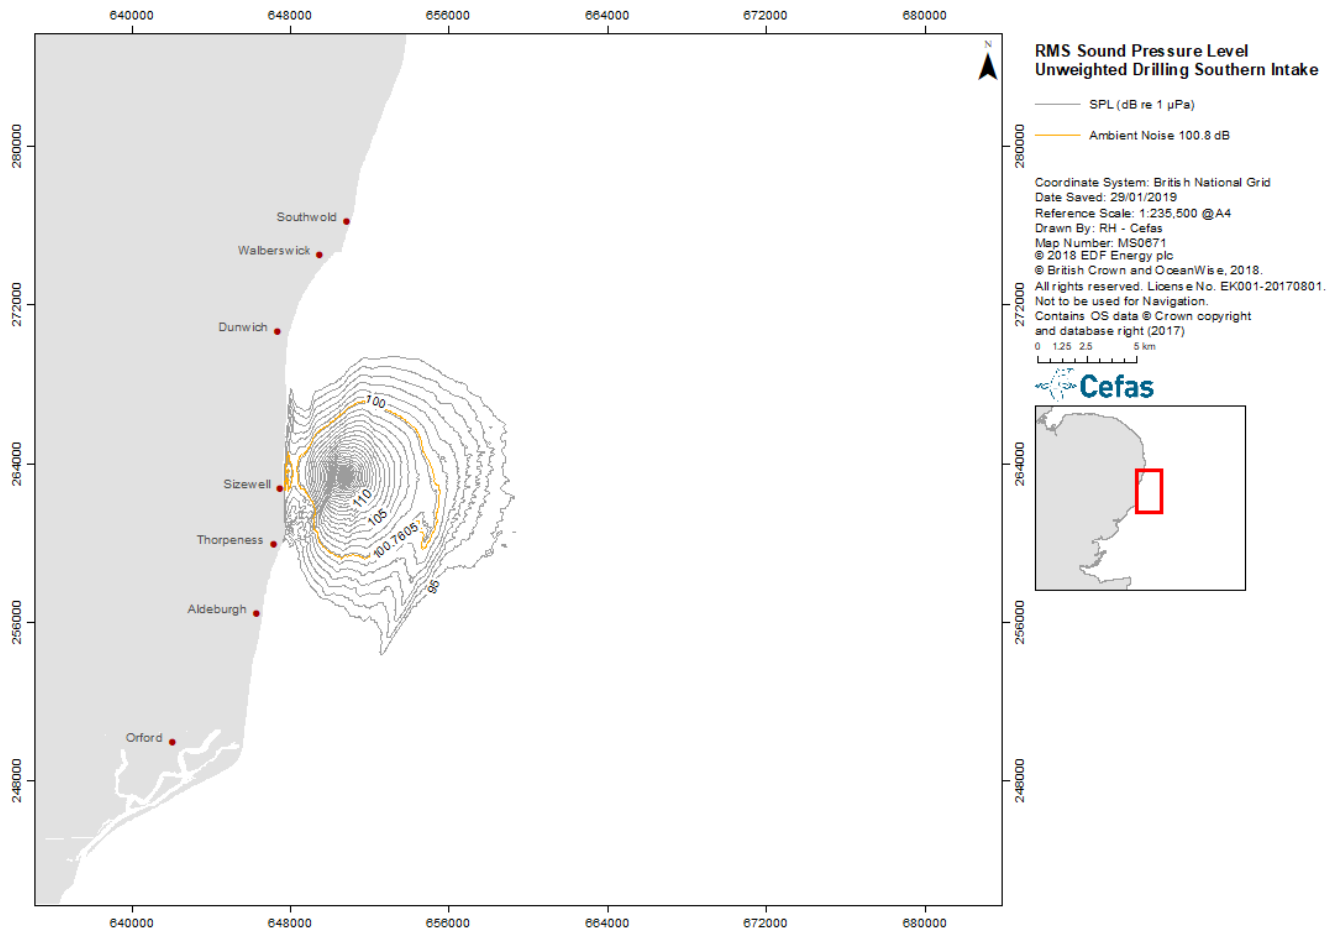 640000 648000 656000 664000 672000 680000
N
RMS Sound Pressure Level
Unweighted Drilling Southern Intake
SPL (dB re 1 µPa)
Ambient Noise 100.8 dB
280000 280000
Coordinate System: British National Grid
Date Saved: 29/01/2019
Reference Scale: 1:235,500 @A4
Drawn By: RH - Cefas
Map Number: MS0671
© 2018 EDF Energy plc
© British Crown and OceanWise, 2018.
All rights reserved. License No. EK001-20170801.
Not to be used for Navigation.
Contains OS data © Crown copyright
and database right (2017)
0 1.25 2.5 5 km
Cefas
Southwold
Walberswick
272000 272000
Dunwich
100
264000 264000
Sizewell
110
105
100.7605
Thorpeness
95
Aldeburgh
256000 256000
Orford
248000 248000
640000 648000 656000 664000 672000 680000